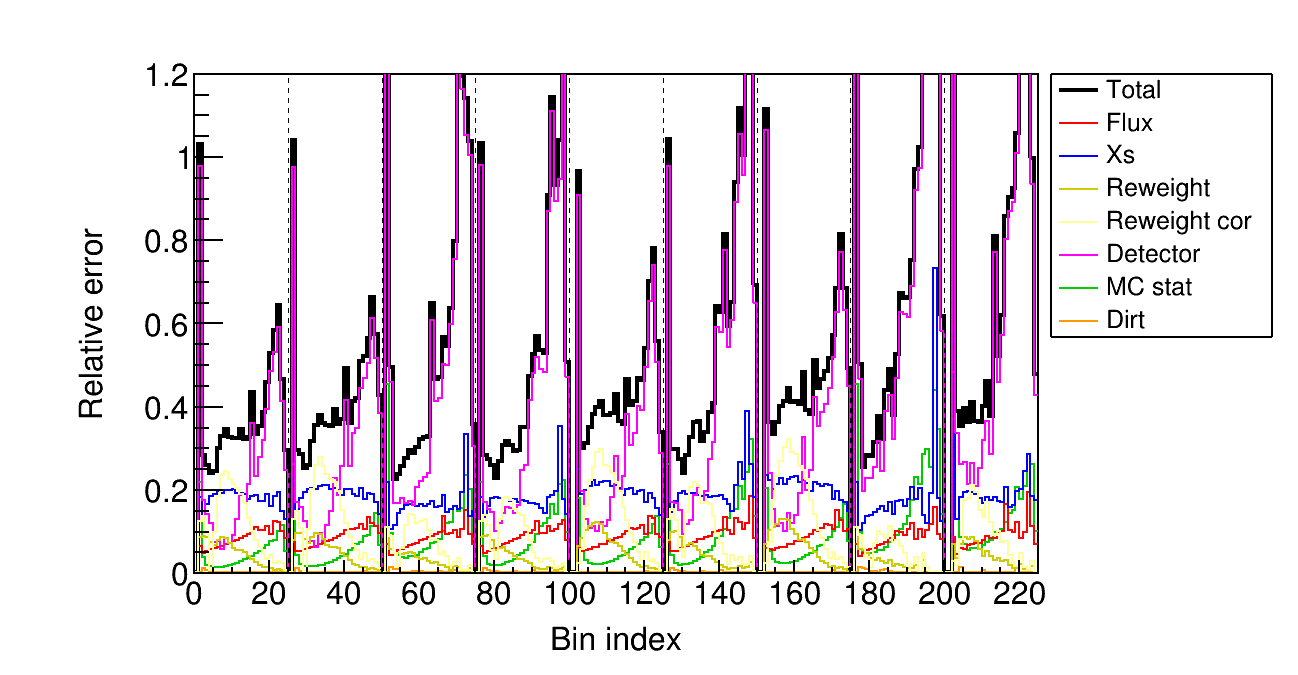 1.2
1
0.8
0.6
0.4
0.2
0
0 20 40 60 80 100 120 140 160 180 200 220
Relative error
Bin index
Total
Flux
Xs
Reweight
Reweight cor
Detector
MC stat
Dirt